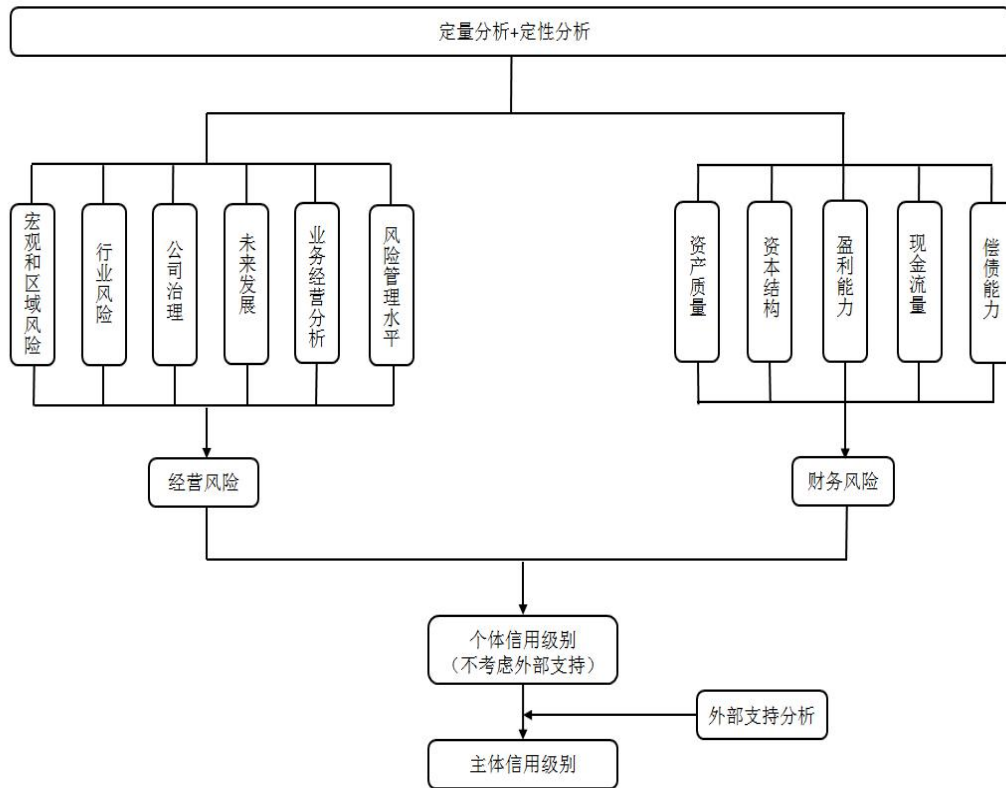 定量分析+定性分析
宏观和区域风险
行业风险
公司治理
未来发展
业务经营分析
风险管理水平
资产质量
资本结构
盈利能力
现金流量
偿债能力
经营风险
财务风险
个体信用级别
（不考虑外部支持）
外部支持分析
主体信用级别